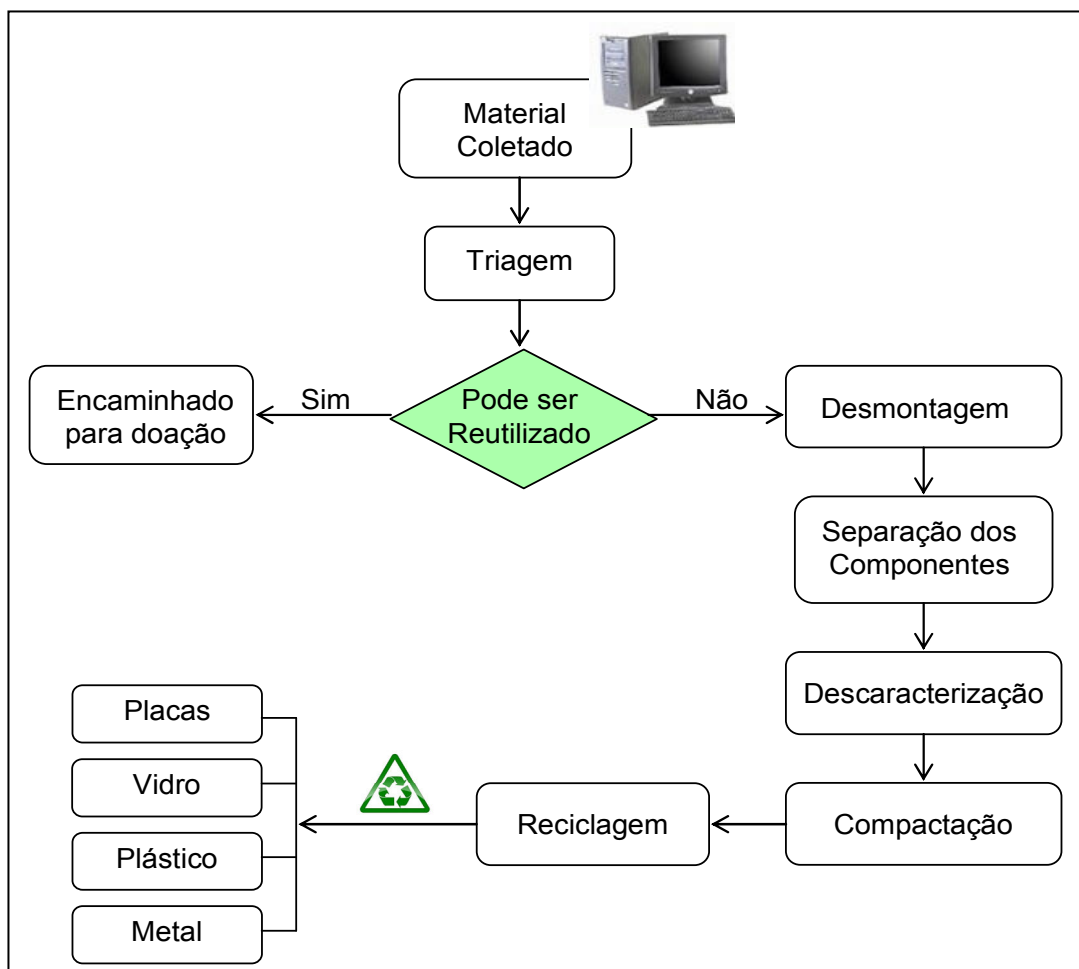 Material
Coletado
Triagem
Encaminhado
para doação
Sim
Pode ser
Reutilizado
Não
Desmontagem
Separação dos
Componentes
Descaracterização
Compactação
Reciclagem
Placas
Vidro
Plástico
Metal